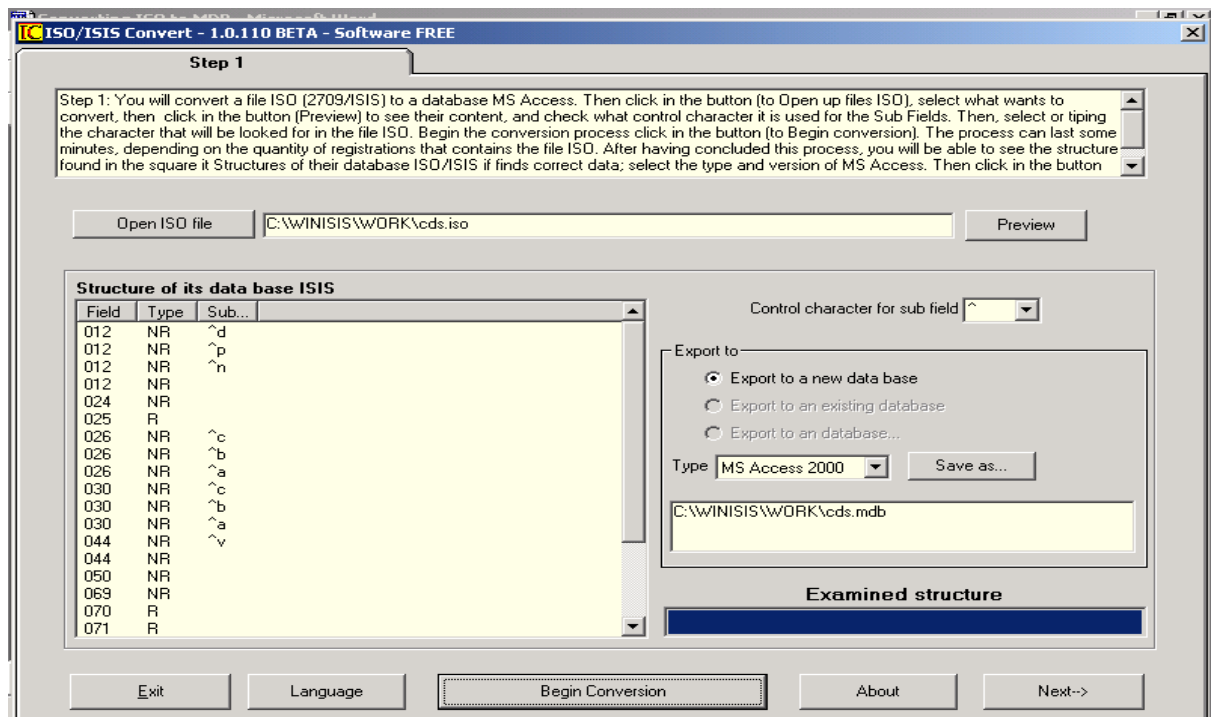 Converting ISO to MDB - Microsoft Word
ISO/ISIS Convert - 1.0.110 BETA - Software FREE
Step 1
Step 1: You will convert a file ISO (2709/ISIS) to a database MS Access. Then click in the button (to Open up files ISO), select what wants to
convert, then click in the button (Preview) to see their content, and check what control character it is used for the Sub Fields. Then, select or tiping
the character that will be looked for in the file ISO. Begin the conversion process click in the button (to Begin conversion). The process can last some
minutes, depending on the quantity of registrations that contains the file ISO. After having concluded this process, you will be able to see the structure
found in the square it Structures of their database ISO/ISIS if finds correct data; select the type and version of MS Access. Then click in the button
Open ISO file C:\WINISIS\WORK\cds.iso Preview
Structure of its data base ISIS
Field Type Sub...
012 NR ^d
012 NR ^p
012 NR ^n
012 NR
024 NR
025 R
026 NR ^c
026 NR ^b
026 NR ^a
030 NR ^c
030 NR ^b
030 NR ^a
044 NR ^v
044 NR
050 NR
069 NR
070 R
071 R
Control character for sub field ^
Export to
Export to a new data base
Export to an existing database
Export to an database...
Type MS Access 2000 Save as...
C:\WINISIS\WORK\cds.mdb
Examined structure
Exit Language Begin Conversion About Next-->